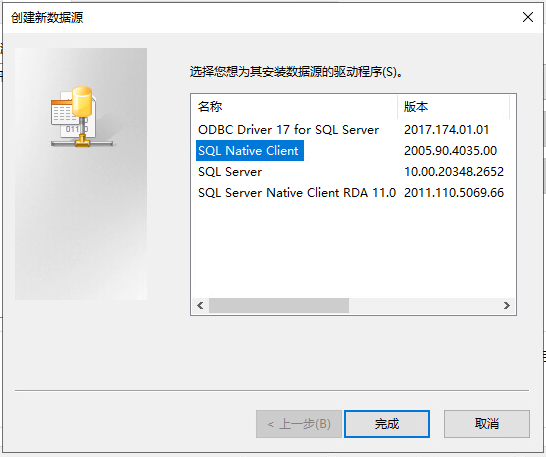 创建新数据源
选择您想为其安装数据源的驱动程序(S)。
名称 版本
ODBC Driver 17 for SQL Server 2017.174.01.01
SQL Native Client 2005.90.4035.00
SQL Server 10.00.20348.2652
SQL Server Native Client RDA 11.0 2011.110.5069.66
< 上一步(B) 完成 取消